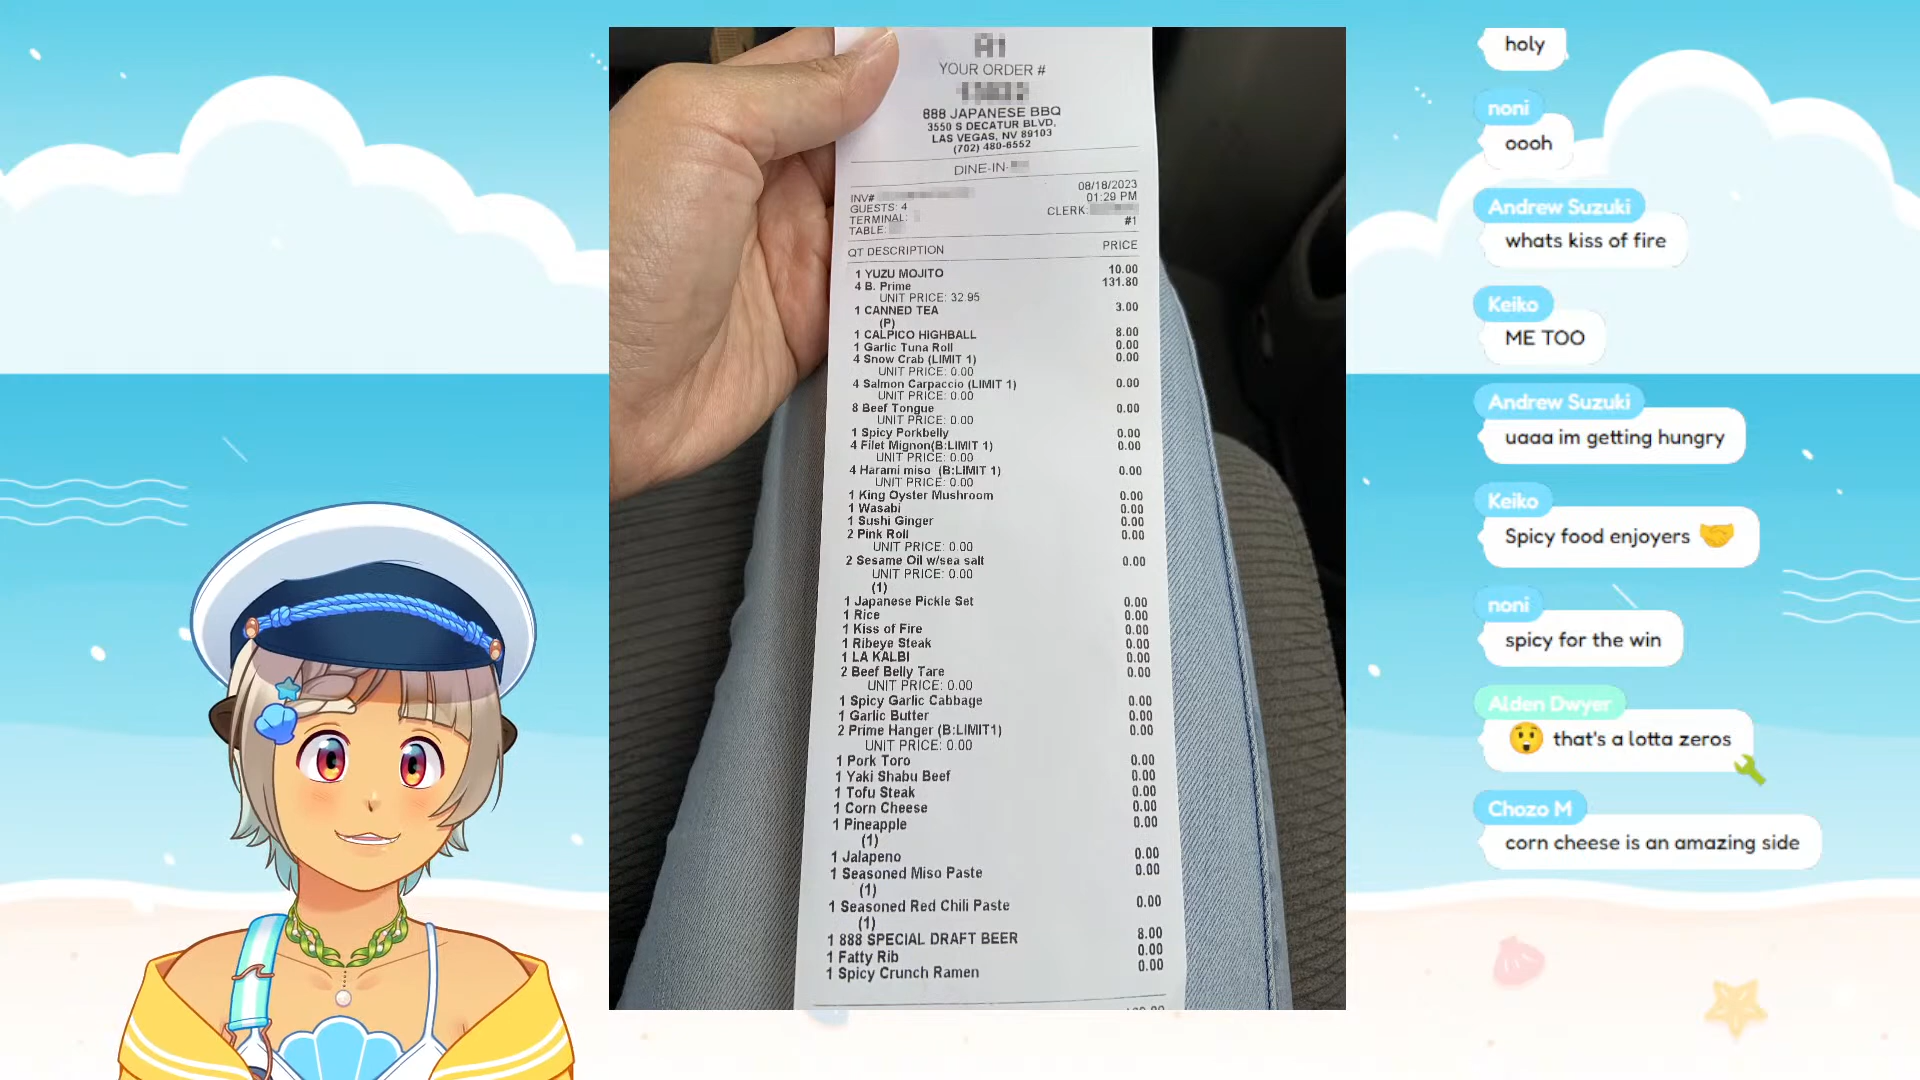 YOUR ORDER #
888 JAPANESE BBQ
3550 S DECATUR BLVD,
LAS VEGAS, NV 89103
(702) 480-6552
DINE-IN-
08/18/2023
INV#
01:29 PM
GUESTS: 4
CLERK:
TERMINAL:
#1
TABLE:
QT DESCRIPTION PRICE
1 YUZU MOJITO 10.00
4 B. Prime 131.80
UNIT PRICE: 32.95
1 CANNED TEA 3.00
(P)
1 CALPICO HIGHBALL 8.00
1 Garlic Tuna Roll 0.00
4 Snow Crab (LIMIT 1) 0.00
UNIT PRICE: 0.00
4 Salmon Carpaccio (LIMIT 1) 0.00
UNIT PRICE: 0.00
8 Beef Tongue 0.00
UNIT PRICE: 0.00
1 Spicy Porkbelly 0.00
4 Filet Mignon(B:LIMIT 1) 0.00
UNIT PRICE: 0.00
4 Harami miso (B:LIMIT 1) 0.00
UNIT PRICE: 0.00
1 King Oyster Mushroom 0.00
1 Wasabi 0.00
1 Sushi Ginger 0.00
2 Pink Roll 0.00
UNIT PRICE: 0.00
2 Sesame Oil w/sea salt 0.00
UNIT PRICE: 0.00
(1)
1 Japanese Pickle Set 0.00
1 Rice 0.00
1 Kiss of Fire 0.00
1 Ribeye Steak 0.00
1 LA KALBI 0.00
2 Beef Belly Tare 0.00
UNIT PRICE: 0.00
1 Spicy Garlic Cabbage 0.00
1 Garlic Butter 0.00
2 Prime Hanger (B:LIMIT1) 0.00
UNIT PRICE: 0.00
1 Pork Toro 0.00
1 Yaki Shabu Beef 0.00
1 Tofu Steak 0.00
1 Corn Cheese 0.00
1 Pineapple 0.00
(1)
1 Jalapeno 0.00
1 Seasoned Miso Paste 0.00
(1)
1 Seasoned Red Chili Paste 0.00
(1)
1 888 SPECIAL DRAFT BEER 8.00
1 Fatty Rib 0.00
1 Spicy Crunch Ramen 0.00
holy
noni
oooh
Andrew Suzuki
whats kiss of fire
Keiko
ME TOO
Andrew Suzuki
uaaa im getting hungry
Keiko
Spicy food enjoyers 🤝
noni
spicy for the win
Alden Dwyer
😲 that's a lotta zeros
Chozo M
corn cheese is an amazing side